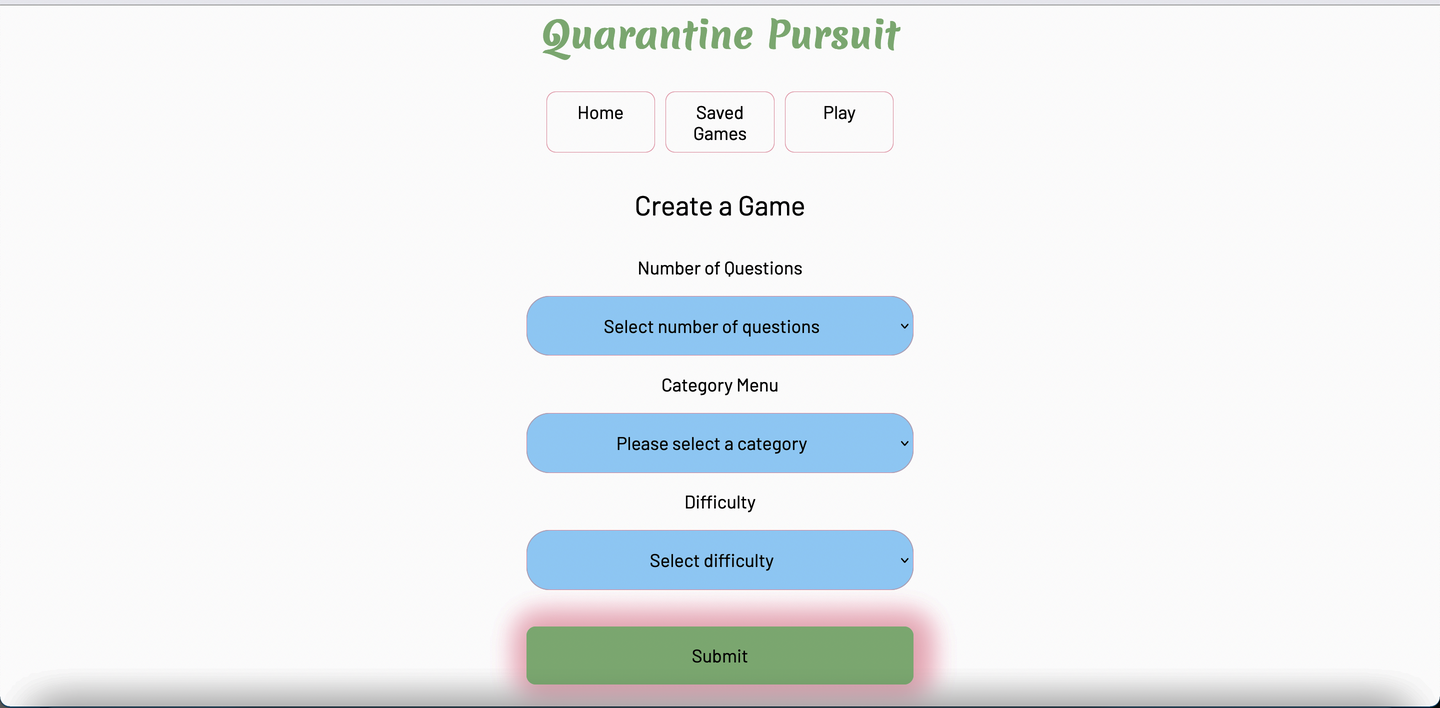 Quarantine Pursuit
Home
Saved
Games
Play
Create a Game
Number of Questions
Select number of questions
Category Menu
Please select a category
Difficulty
Select difficulty
Submit